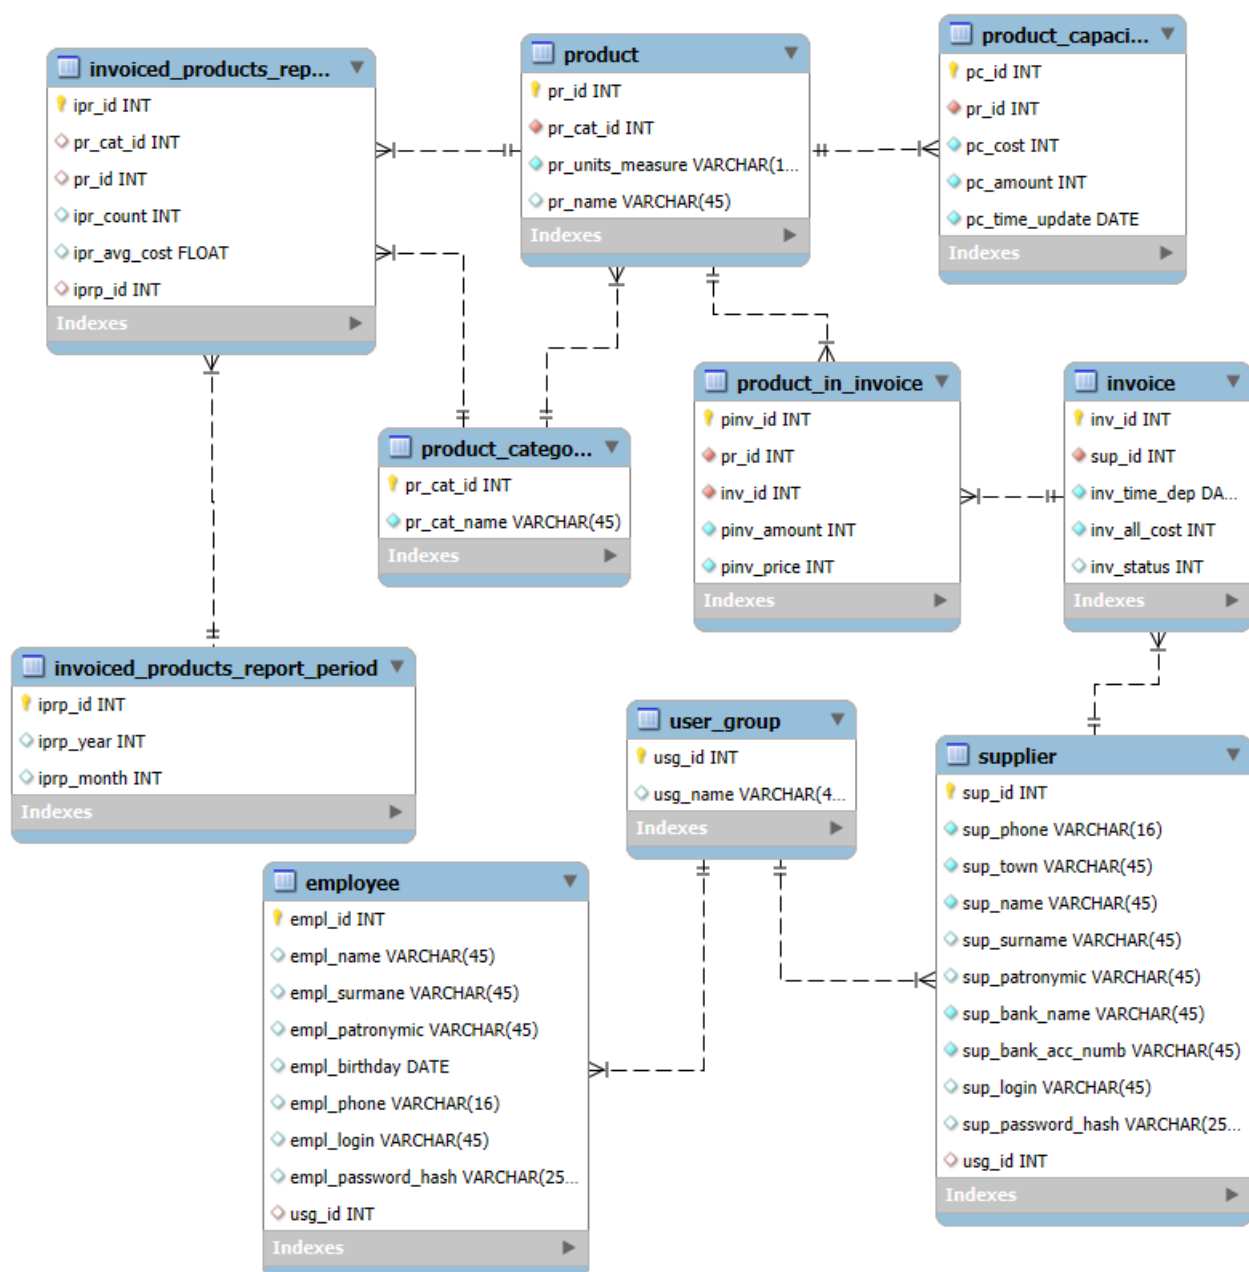 invoiced_products_rep...
ipr_id INT
pr_cat_id INT
pr_id INT
ipr_count INT
ipr_avg_cost FLOAT
iprp_id INT
Indexes
product
pr_id INT
pr_cat_id INT
pr_units_measure VARCHAR(1...
pr_name VARCHAR(45)
Indexes
product_capaci...
pc_id INT
pr_id INT
pc_cost INT
pc_amount INT
pc_time_update DATE
Indexes
product_catego...
pr_cat_id INT
pr_cat_name VARCHAR(45)
Indexes
product_in_invoice
pinv_id INT
pr_id INT
inv_id INT
pinv_amount INT
pinv_price INT
Indexes
invoice
inv_id INT
sup_id INT
inv_time_dep DA...
inv_all_cost INT
inv_status INT
Indexes
invoiced_products_report_period
iprp_id INT
iprp_year INT
iprp_month INT
Indexes
user_group
usg_id INT
usg_name VARCHAR(4...
Indexes
supplier
sup_id INT
sup_phone VARCHAR(16)
sup_town VARCHAR(45)
sup_name VARCHAR(45)
sup_surname VARCHAR(45)
sup_patronymic VARCHAR(45)
sup_bank_name VARCHAR(45)
sup_bank_acc_numb VARCHAR(45)
sup_login VARCHAR(45)
sup_password_hash VARCHAR(25...
usg_id INT
Indexes
employee
empl_id INT
empl_name VARCHAR(45)
empl_surmane VARCHAR(45)
empl_patronymic VARCHAR(45)
empl_birthday DATE
empl_phone VARCHAR(16)
empl_login VARCHAR(45)
empl_password_hash VARCHAR(25...
usg_id INT
Indexes